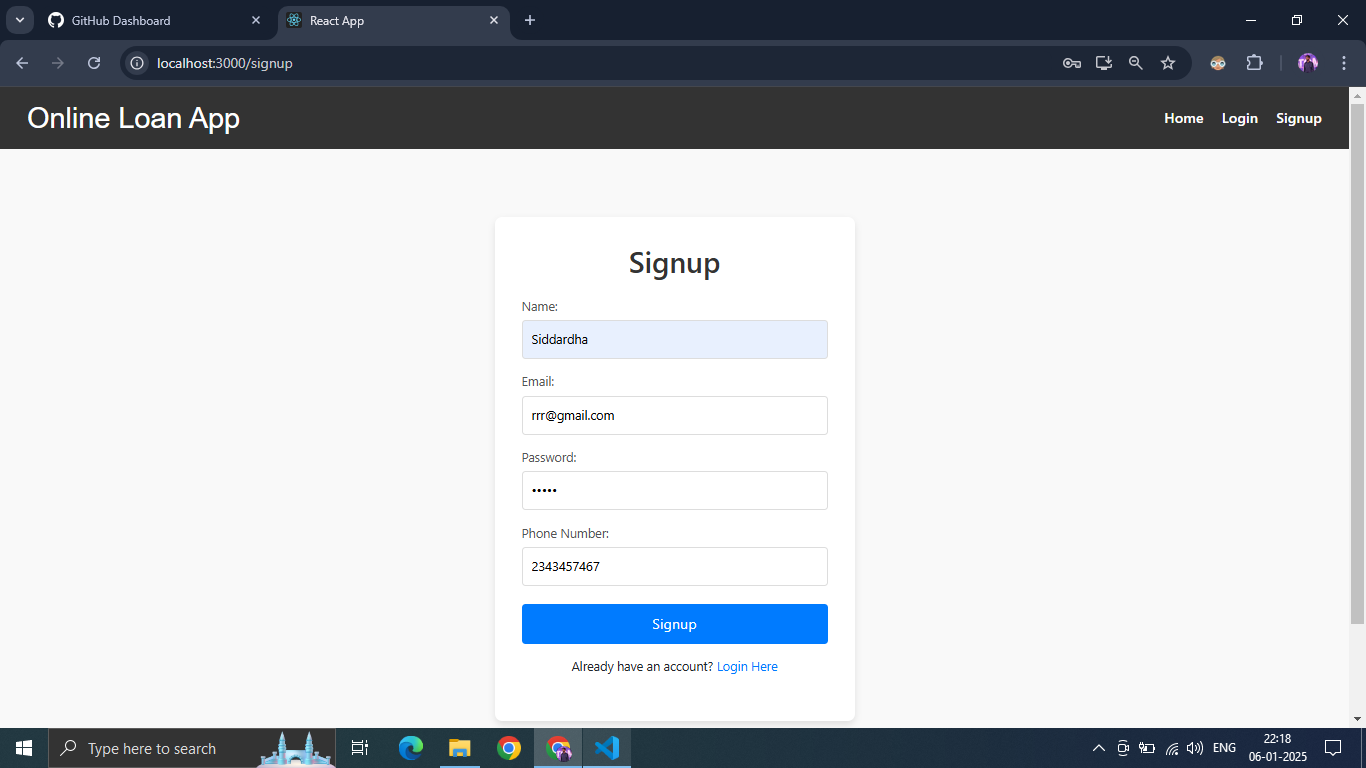 GitHub Dashboard
React App
localhost:3000/signup
Online Loan App
Home Login Signup
Signup
Name:
Siddardha
Email:
rrr@gmail.com
Password:
•••••
Phone Number:
2343457467
Signup
Already have an account? Login Here
Type here to search
ENG
22:18
06-01-2025